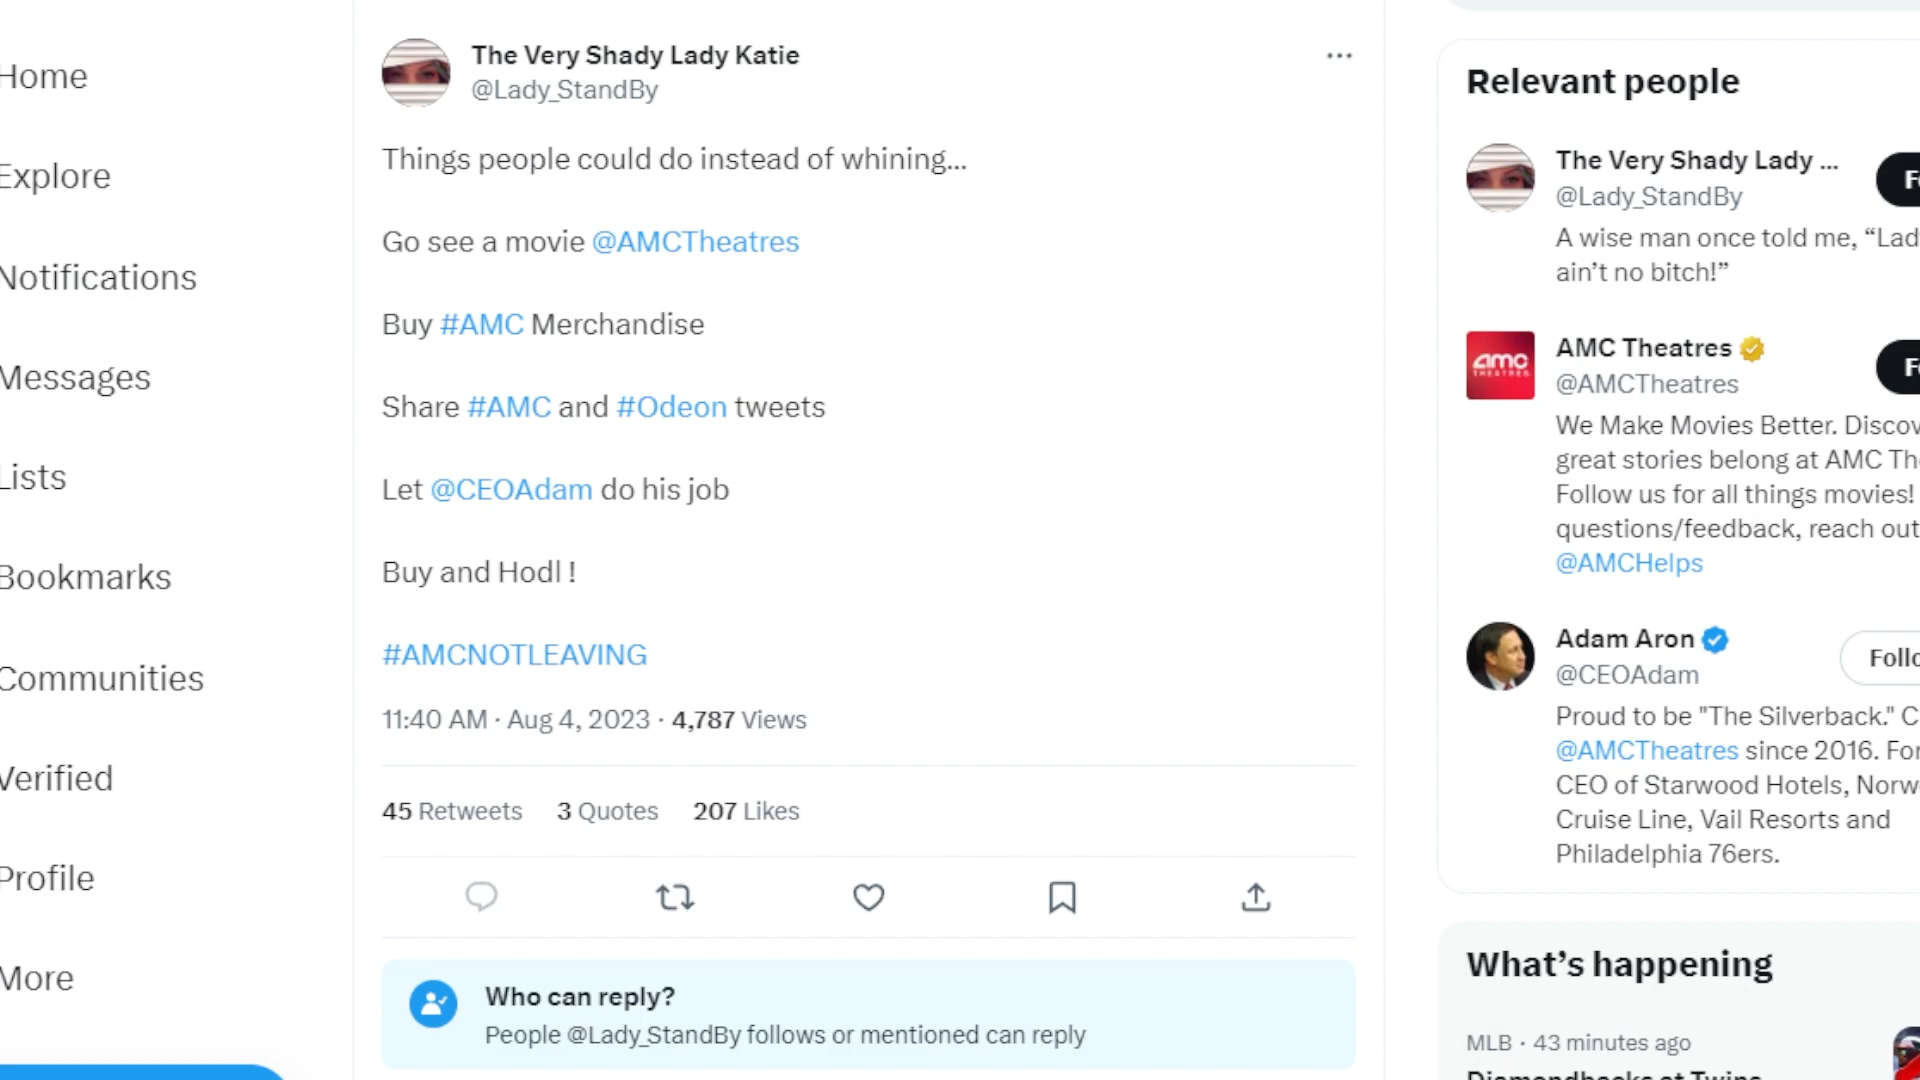 Home
Explore
Notifications
Messages
Lists
Bookmarks
Communities
Verified
Profile
More
The Very Shady Lady Katie
@Lady_StandBy
Things people could do instead of whining...
Go see a movie @AMCTheatres
Buy #AMC Merchandise
Share #AMC and #Odeon tweets
Let @CEOAdam do his job
Buy and Hodl !
#AMCNOTLEAVING
11:40 AM · Aug 4, 2023 · 4,787 Views
45 Retweets 3 Quotes 207 Likes
Who can reply?
People @Lady_StandBy follows or mentioned can reply
Relevant people
The Very Shady Lady ...
@Lady_StandBy
A wise man once told me, “Lad
ain’t no bitch!”
AMC Theatres
@AMCTheatres
amc
THEATRES
We Make Movies Better. Discov
great stories belong at AMC Th
Follow us for all things movies!
questions/feedback, reach out
@AMCHelps
Adam Aron
@CEOAdam
Follo
Proud to be "The Silverback." C
@AMCTheatres since 2016. For
CEO of Starwood Hotels, Norw
Cruise Line, Vail Resorts and
Philadelphia 76ers.
What’s happening
MLB · 43 minutes ago
Diamondbacks at Twins